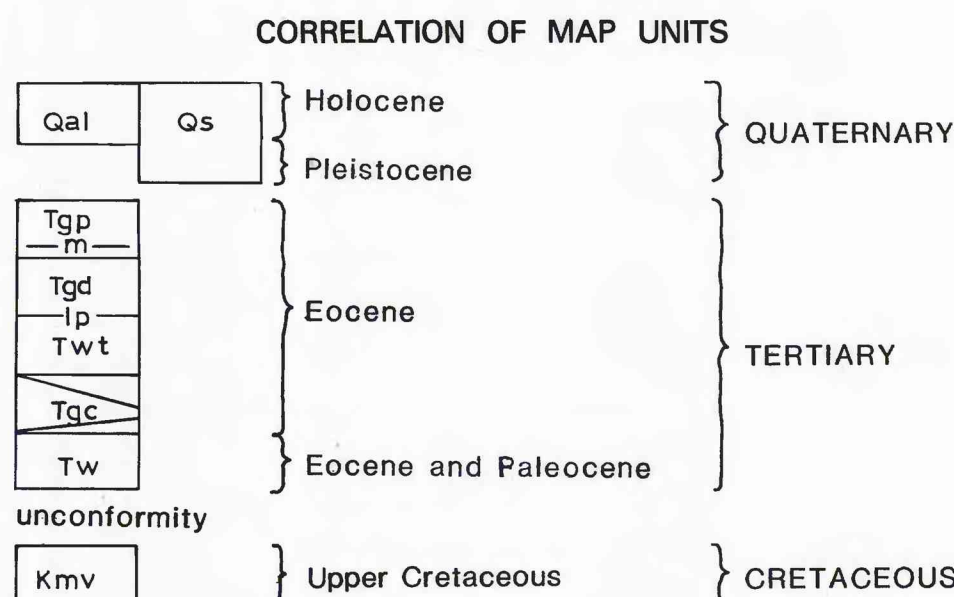 CORRELATION OF MAP UNITS
Qal Qs Holocene QUATERNARY
Pleistocene
Tgp
m
Tgd
lp
Twt
Eocene TERTIARY
Tgc
Tw Eocene and Paleocene
unconformity
Kmv Upper Cretaceous CRETACEOUS